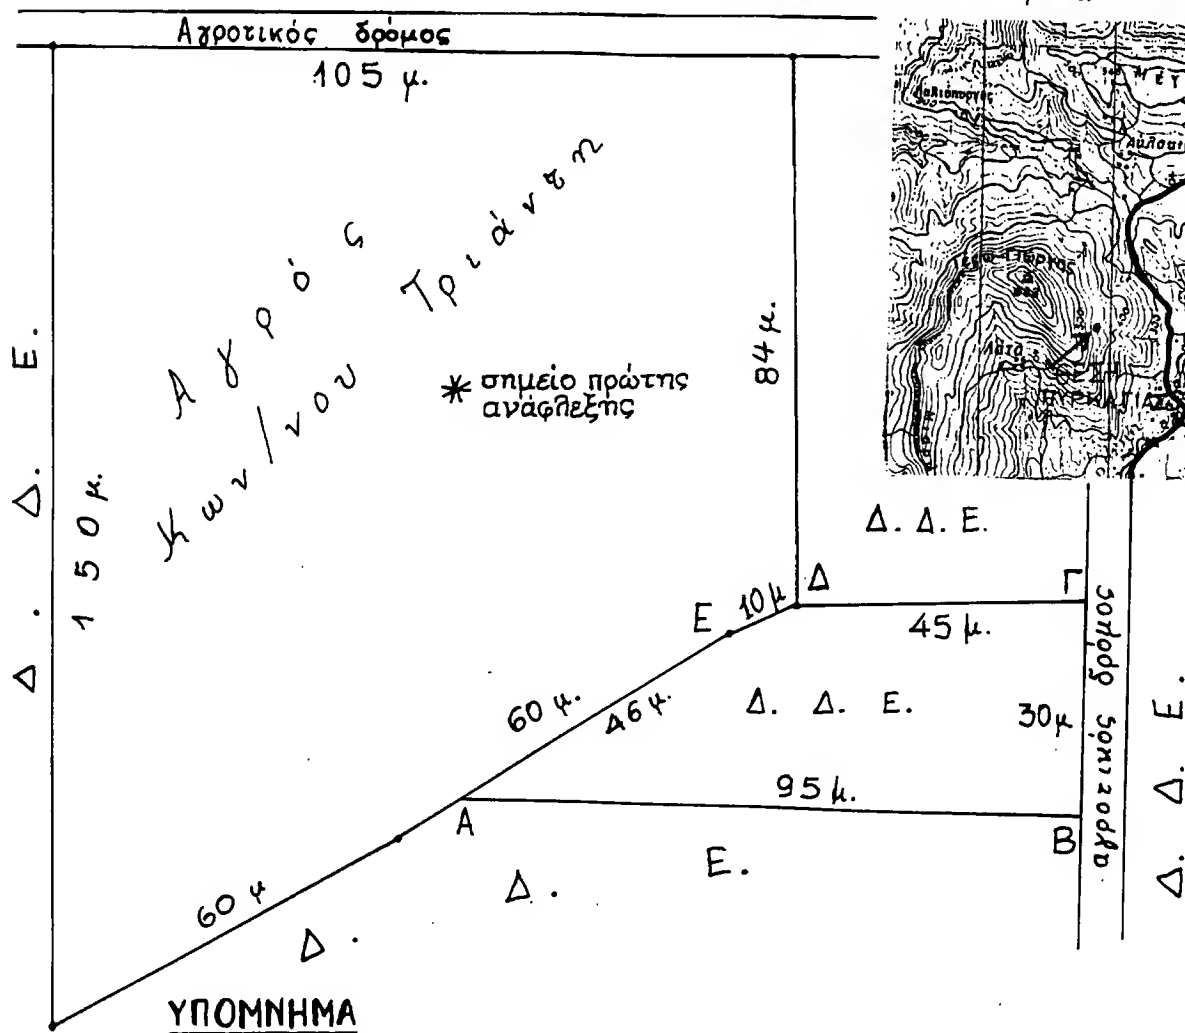 Αγροτικός δρόμος
105 μ.
Αγρός
Κων/νου Τριάντη
* σημείο πρώτης
ανάφλεξης
84 μ.
Δ. Δ. Ε.
150 μ.
Δ. Δ. Ε.
Δ
Γ
Ε
10 μ
45 μ.
60 μ.
46 μ.
Δ. Δ. Ε.
30 μ
αγροτικός δρόμος
Δ. Δ. Ε.
95 μ.
Α
Β
60 μ
Δ. Δ. Ε.
ΥΠΟΜΝΗΜΑ